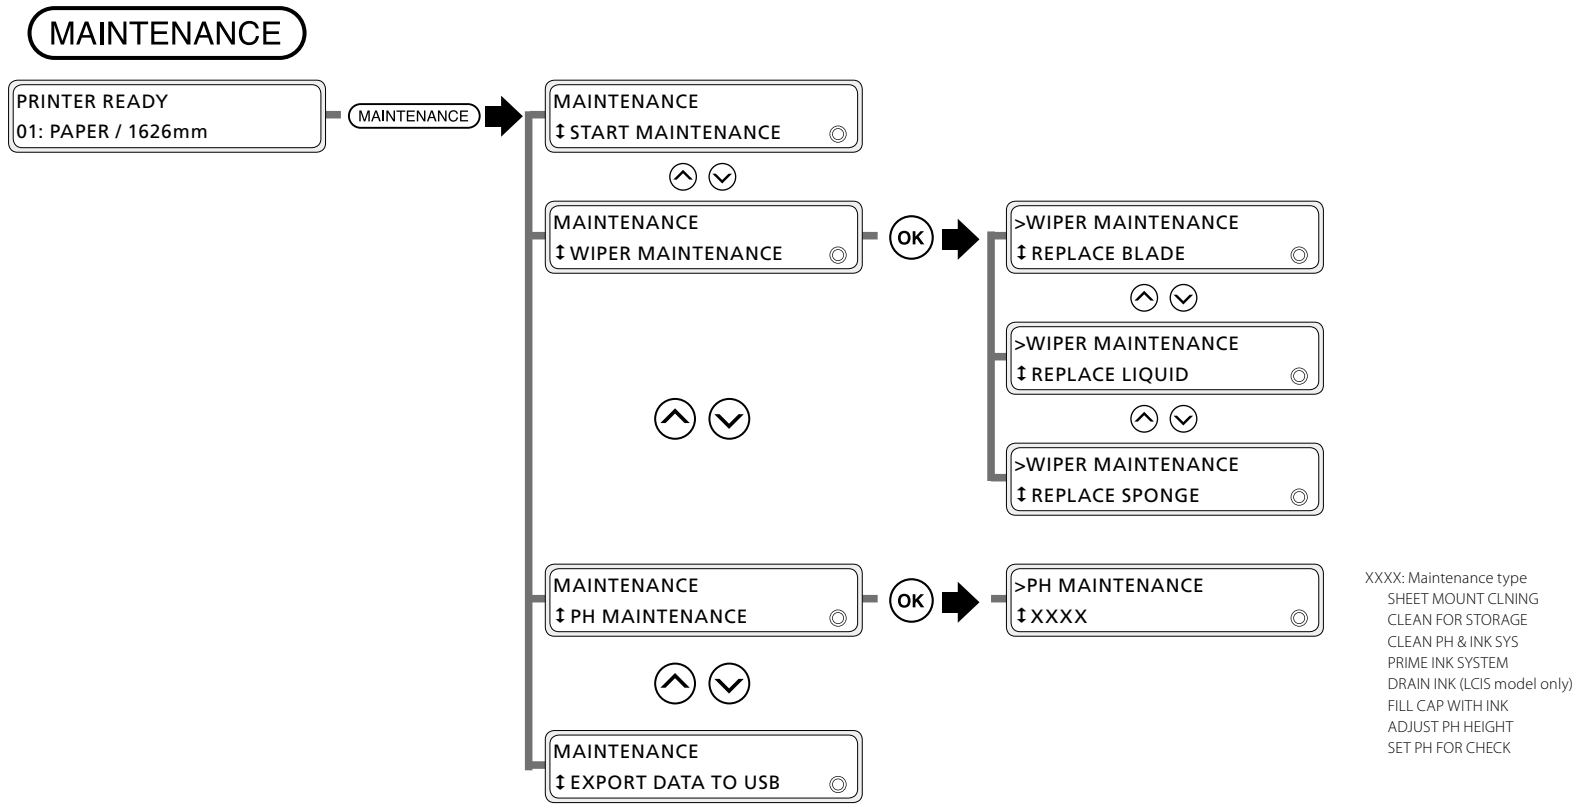 MAINTENANCE
PRINTER READY
01: PAPER / 1626mm
MAINTENANCE
MAINTENANCE
↕ START MAINTENANCE ◎
MAINTENANCE
↕ WIPER MAINTENANCE ◎
OK
>WIPER MAINTENANCE
↕ REPLACE BLADE ◎
>WIPER MAINTENANCE
↕ REPLACE LIQUID ◎
>WIPER MAINTENANCE
↕ REPLACE SPONGE ◎
MAINTENANCE
↕ PH MAINTENANCE ◎
OK
>PH MAINTENANCE
↕ XXXX ◎
XXXX: Maintenance type
SHEET MOUNT CLNING
CLEAN FOR STORAGE
CLEAN PH & INK SYS
PRIME INK SYSTEM
DRAIN INK (LCIS model only)
FILL CAP WITH INK
ADJUST PH HEIGHT
SET PH FOR CHECK
MAINTENANCE
↕ EXPORT DATA TO USB ◎